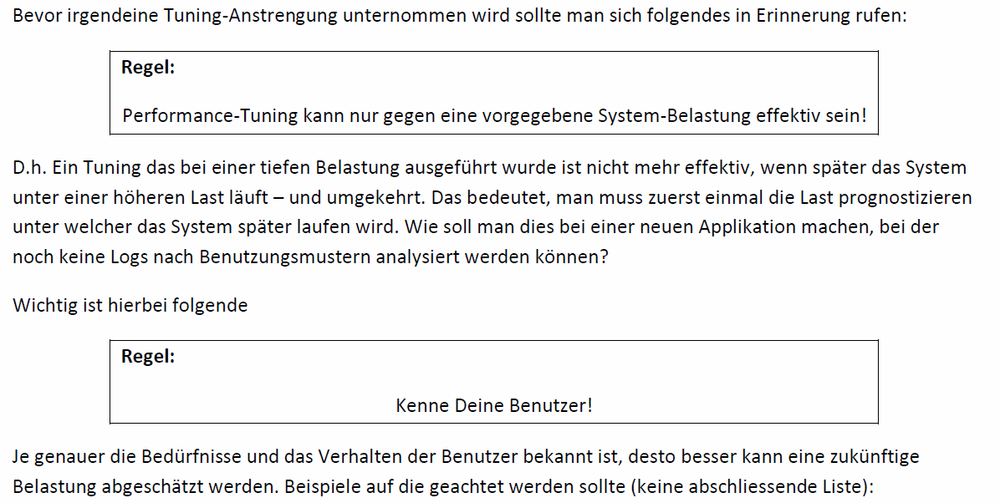 Bevor irgendeine Tuning-Anstrengung unternommen wird sollte man sich folgendes in Erinnerung rufen:
Regel:
Performance-Tuning kann nur gegen eine vorgegebene System-Belastung effektiv sein!
D.h. Ein Tuning das bei einer tiefen Belastung ausgeführt wurde ist nicht mehr effektiv, wenn später das System
unter einer höheren Last läuft – und umgekehrt. Das bedeutet, man muss zuerst einmal die Last prognostizieren
unter welcher das System später laufen wird. Wie soll man dies bei einer neuen Applikation machen, bei der
noch keine Logs nach Benutzungsmustern analysiert werden können?
Wichtig ist hierbei folgende
Regel:
Kenne Deine Benutzer!
Je genauer die Bedürfnisse und das Verhalten der Benutzer bekannt ist, desto besser kann eine zukünftige
Belastung abgeschätzt werden. Beispiele auf die geachtet werden sollte (keine abschliessende Liste):